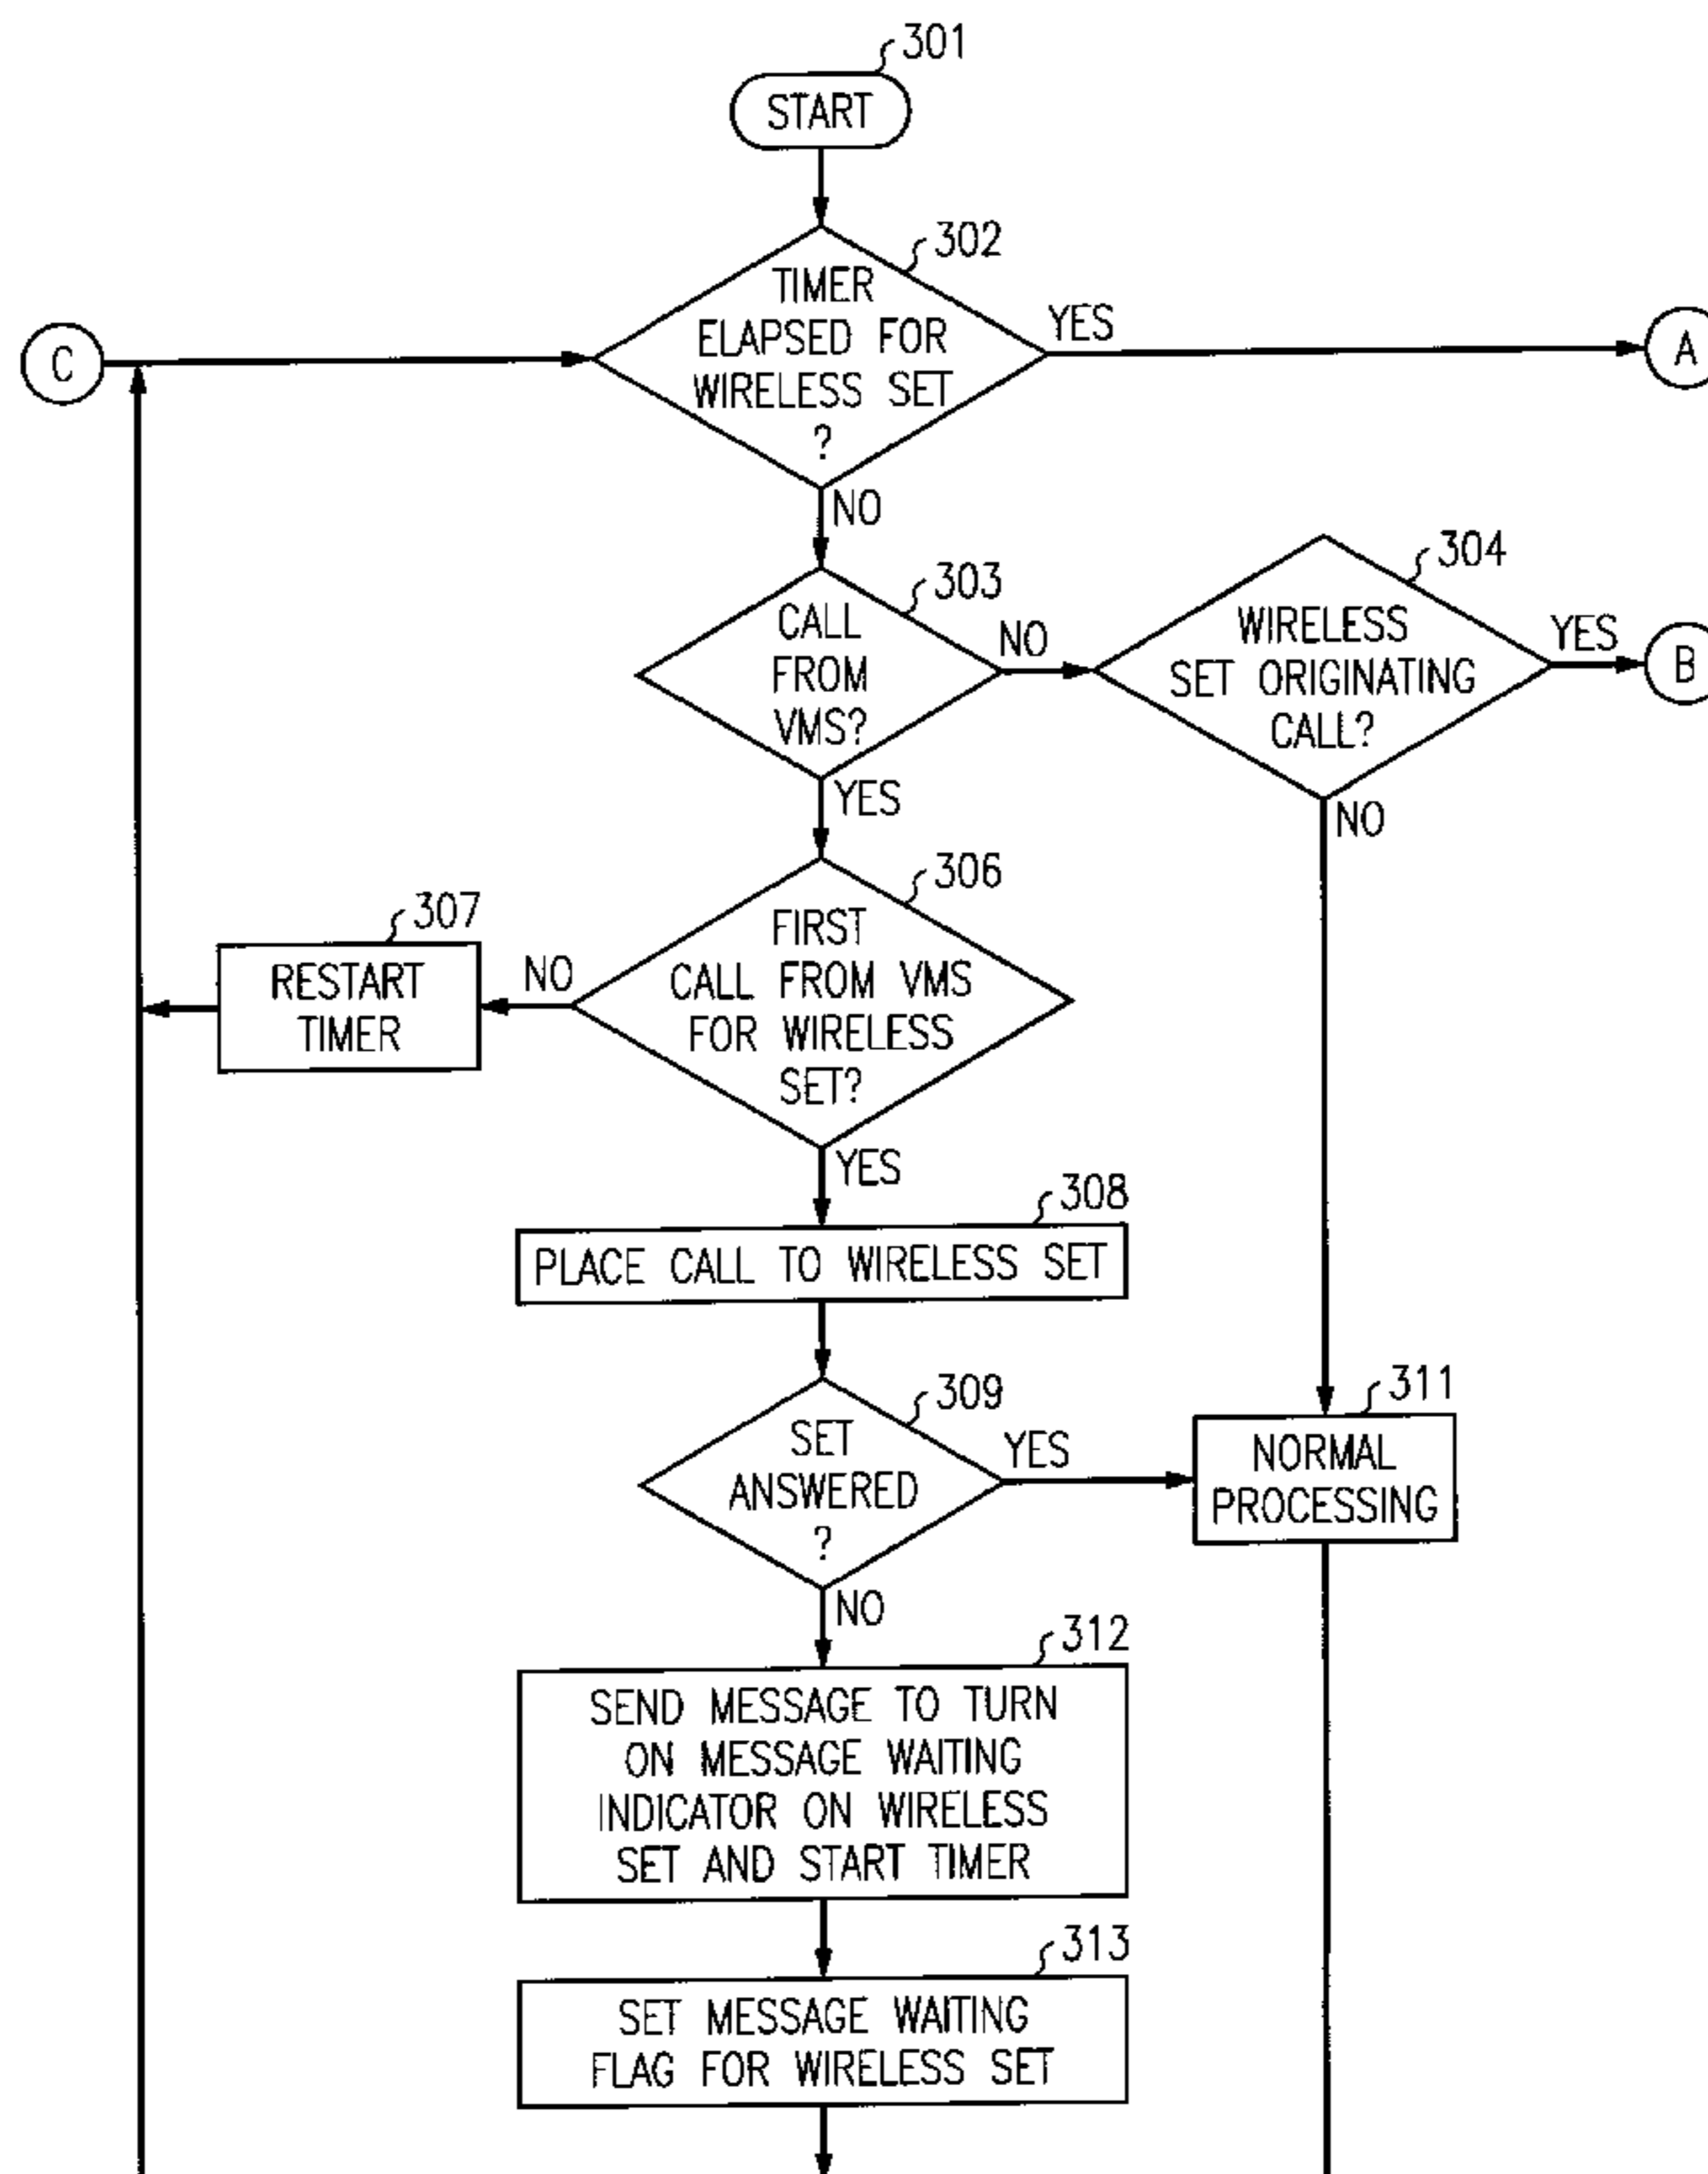 301
START
302
TIMER
ELAPSED FOR
WIRELESS SET
?
YES
C
A
NO
303
CALL
FROM
VMS?
NO
304
WIRELESS
SET ORIGINATING
CALL?
YES
B
YES
NO
306
FIRST
CALL FROM VMS
FOR WIRELESS
SET?
307
RESTART
TIMER
NO
YES
308
PLACE CALL TO WIRELESS SET
309
SET
ANSWERED
?
YES
311
NORMAL
PROCESSING
NO
312
SEND MESSAGE TO TURN
ON MESSAGE WAITING
INDICATOR ON WIRELESS
SET AND START TIMER
313
SET MESSAGE WAITING
FLAG FOR WIRELESS SET